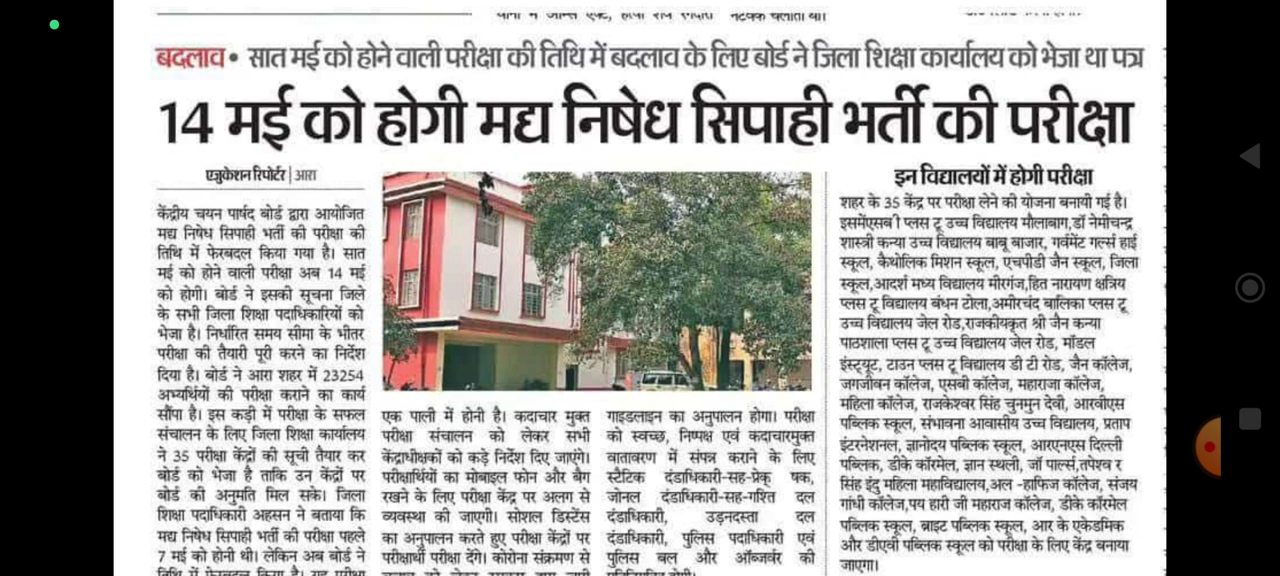 बदलाव • सात मई को होने वाली परीक्षा की तिथि में बदलाव के लिए बोर्ड ने जिला शिक्षा कार्यालय को भेजा था पत्र
14 मई को होगी मद्य निषेध सिपाही भर्ती की परीक्षा
एजुकेशन रिपोर्टर | आरा
केंद्रीय चयन पार्षद बोर्ड द्वारा आयोजित
मद्य निषेध सिपाही भर्ती की परीक्षा की
तिथि में फेरबदल किया गया है। सात
मई को होने वाली परीक्षा अब 14 मई
को होगी। बोर्ड ने इसकी सूचना जिले
के सभी जिला शिक्षा पदाधिकारियों को
भेजा है। निर्धारित समय सीमा के भीतर
परीक्षा की तैयारी पूरी करने का निर्देश
दिया है। बोर्ड ने आरा शहर में 23254
अभ्यर्थियों की परीक्षा कराने का कार्य
सौंपा है। इस कड़ी में परीक्षा के सफल
संचालन के लिए जिला शिक्षा कार्यालय
ने 35 परीक्षा केंद्रों की सूची तैयार कर
बोर्ड को भेजा है ताकि उन केंद्रों पर
बोर्ड की अनुमति मिल सके। जिला
शिक्षा पदाधिकारी अहसन ने बताया कि
मद्य निषेध सिपाही भर्ती की परीक्षा पहले
7 मई को होनी थी। लेकिन अब बोर्ड ने
तिथि में फेरबदल किया है। यह परीक्षा
एक पाली में होनी है। कदाचार मुक्त
परीक्षा संचालन को लेकर सभी
केंद्राधीक्षकों को कड़े निर्देश दिए जाएंगे।
परीक्षार्थियों का मोबाइल फोन और बैग
रखने के लिए परीक्षा केंद्र पर अलग से
व्यवस्था की जाएगी। सोशल डिस्टेंस
का अनुपालन करते हुए परीक्षा केंद्रों पर
परीक्षार्थी परीक्षा देंगे। कोरोना संक्रमण से
गाइडलाइन का अनुपालन होगा। परीक्षा
को स्वच्छ, निष्पक्ष एवं कदाचारमुक्त
वातावरण में संपन्न कराने के लिए
स्टैटिक दंडाधिकारी-सह-प्रेक् षक,
जोनल दंडाधिकारी-सह-गश्ति दल
दंडाधिकारी, उड़नदस्ता दल
दंडाधिकारी, पुलिस पदाधिकारी एवं
पुलिस बल और ऑब्जर्वर की
इन विद्यालयों में होगी परीक्षा
शहर के 35 केंद्र पर परीक्षा लेने की योजना बनायी गई है।
इसमेंएसबी प्लस टू उच्च विद्यालय मौलाबाग,डॉ नेमीचन्द्र
शास्त्री कन्या उच्च विद्यालय बाबू बाजार, गर्वमेंट गर्ल्स हाई
स्कूल, कैथोलिक मिशन स्कूल, एचपीडी जैन स्कूल, जिला
स्कूल,आदर्श मध्य विद्यालय मीरगंज,हित नारायण क्षत्रिय
प्लस टू विद्यालय बंधन टोला,अमीरचंद बालिका प्लस टू
उच्च विद्यालय जेल रोड,राजकीयकृत श्री जैन कन्या
पाठशाला प्लस टू उच्च विद्यालय जेल रोड, मॉडल
इंस्ट्यूट, टाउन प्लस टू विद्यालय डी टी रोड, जैन कॉलेज,
जगजीवन कॉलेज, एसबी कॉलेज, महाराजा कॉलेज,
महिला कॉलेज, राजकेश्वर सिंह चुनमुन देवी, आरवीएस
पब्लिक स्कूल, संभावना आवासीय उच्च विद्यालय, प्रताप
इंटरनेशनल, ज्ञानोदय पब्लिक स्कूल, आरएनएस दिल्ली
पब्लिक, डीके कॉरमेल, ज्ञान स्थली, जॉ पार्ल्स,तपेश्व र
सिंह इंदु महिला महाविद्यालय,अल -हाफिज कॉलेज, संजय
गांधी कॉलेज,पय हारी जी महाराज कॉलेज, डीके कॉरमेल
पब्लिक स्कूल, ब्राइट पब्लिक स्कूल, आर के एकेडमिक
और डीएवी पब्लिक स्कूल को परीक्षा के लिए केंद्र बनाया
जाएगा।